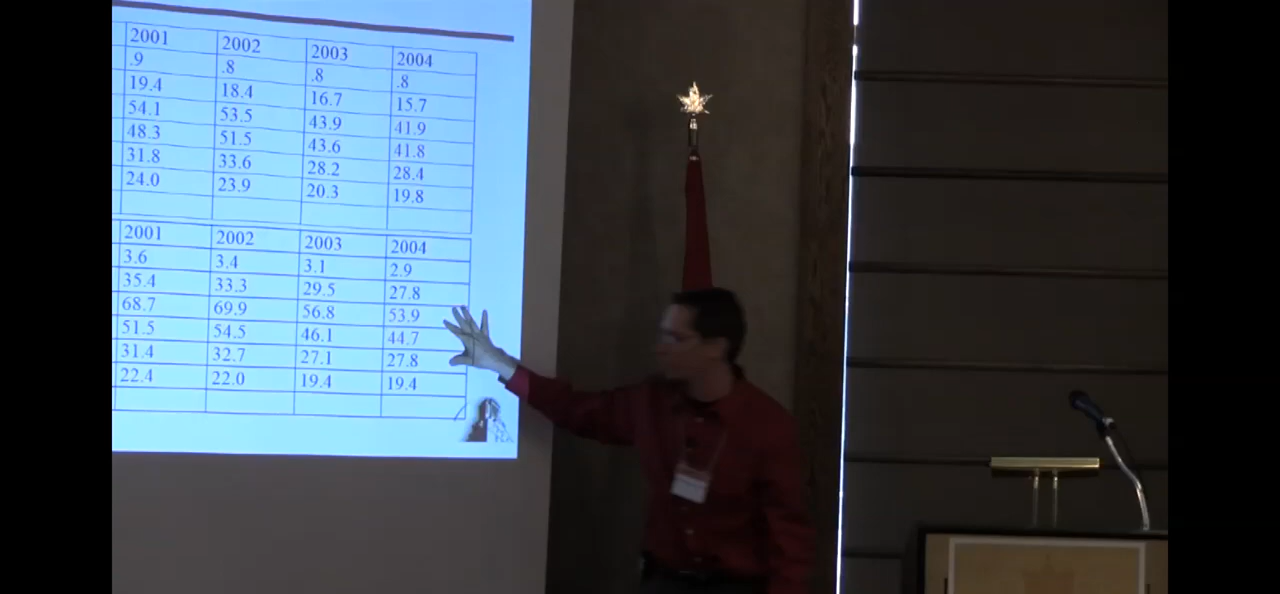 2001 2002 2003 2004
.9 .8 .8 .8
19.4 18.4 16.7 15.7
54.1 53.5 43.9 41.9
48.3 51.5 43.6 41.8
31.8 33.6 28.2 28.4
24.0 23.9 20.3 19.8
2001 2002 2003 2004
3.6 3.4 3.1 2.9
35.4 33.3 29.5 27.8
68.7 69.9 56.8 53.9
51.5 54.5 46.1 44.7
31.4 32.7 27.1 27.8
22.4 22.0 19.4 19.4